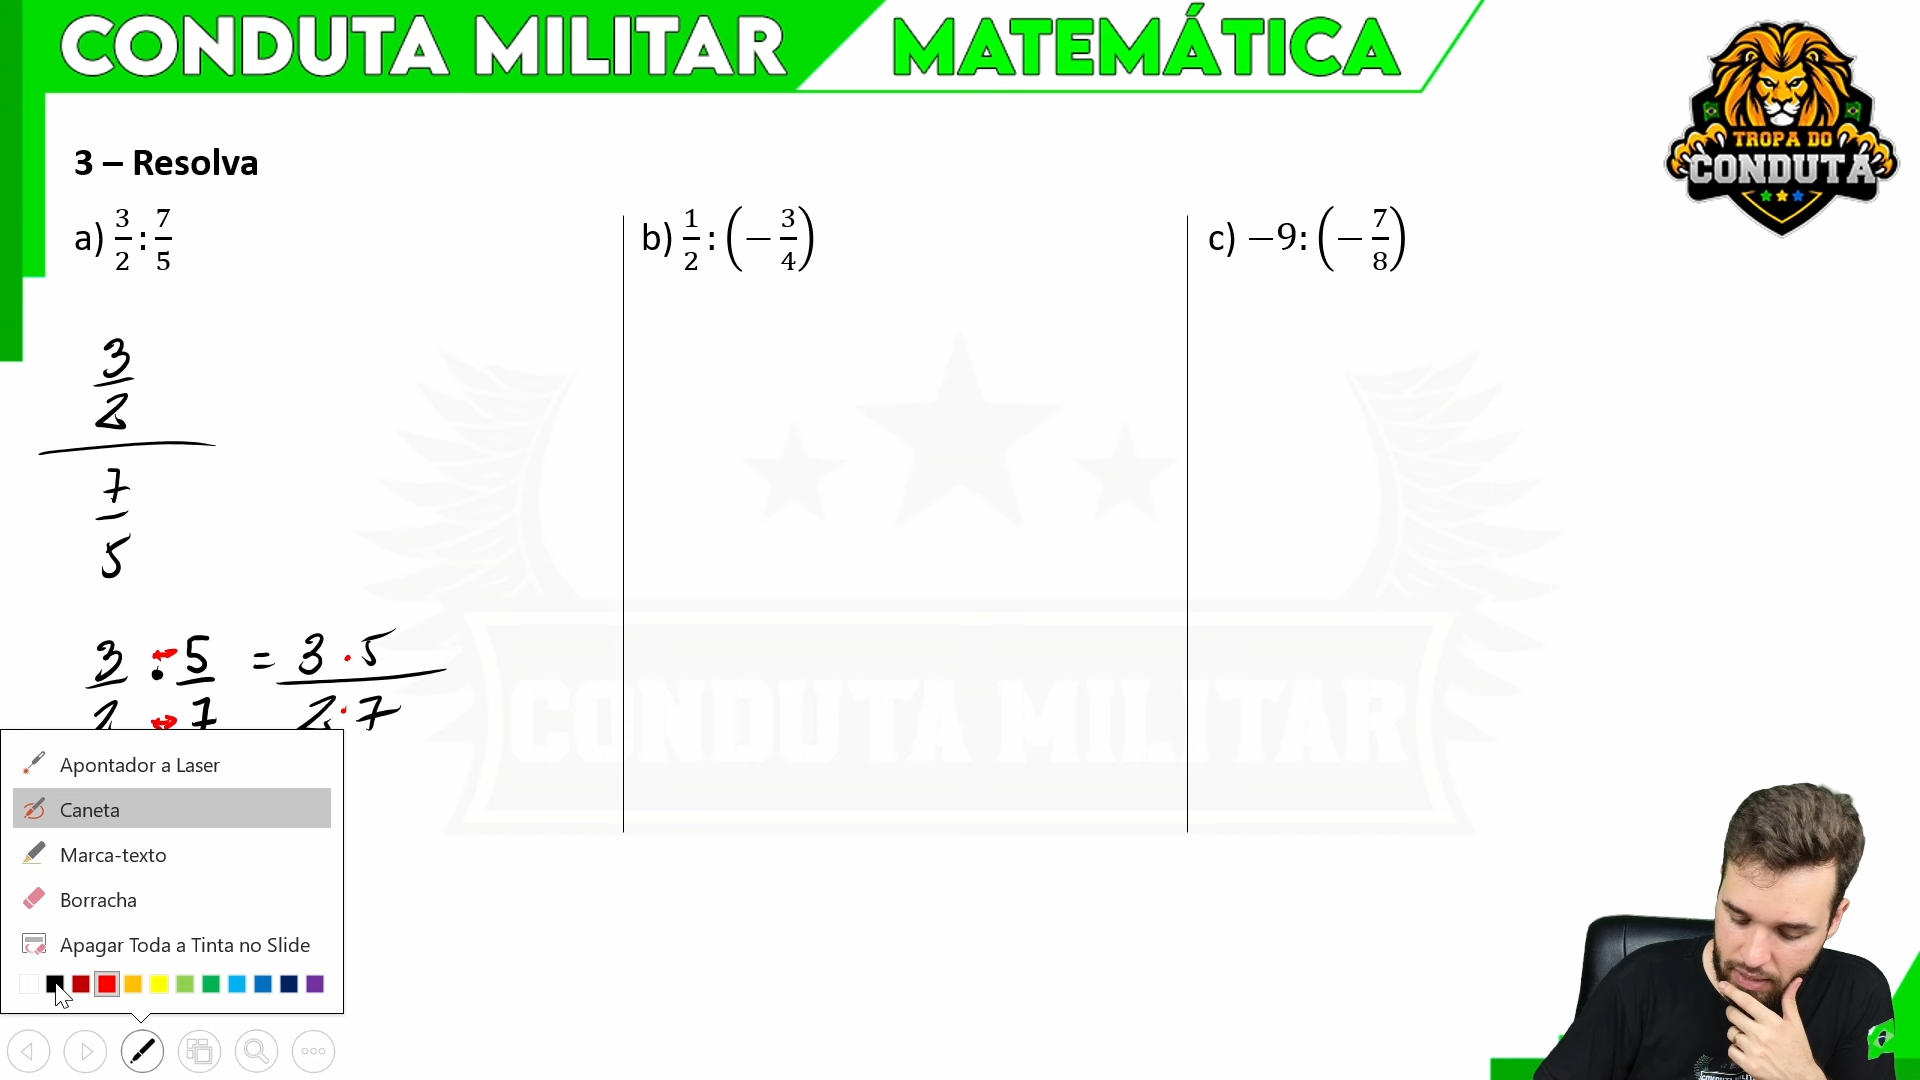 CONDUTA MILITAR MATEMÁTICA
TROPA DO
CONDUTA
3 – Resolva
a) 3/2 : 7/5
b) 1/2 : (− 3/4)
c) −9: (− 7/8)
3
2
7
5
3/2 · 5/7 = 3 · 5 / 2 · 7
CONDUTA MILITAR
Apontador a Laser
Caneta
Marca-texto
Borracha
Apagar Toda a Tinta no Slide